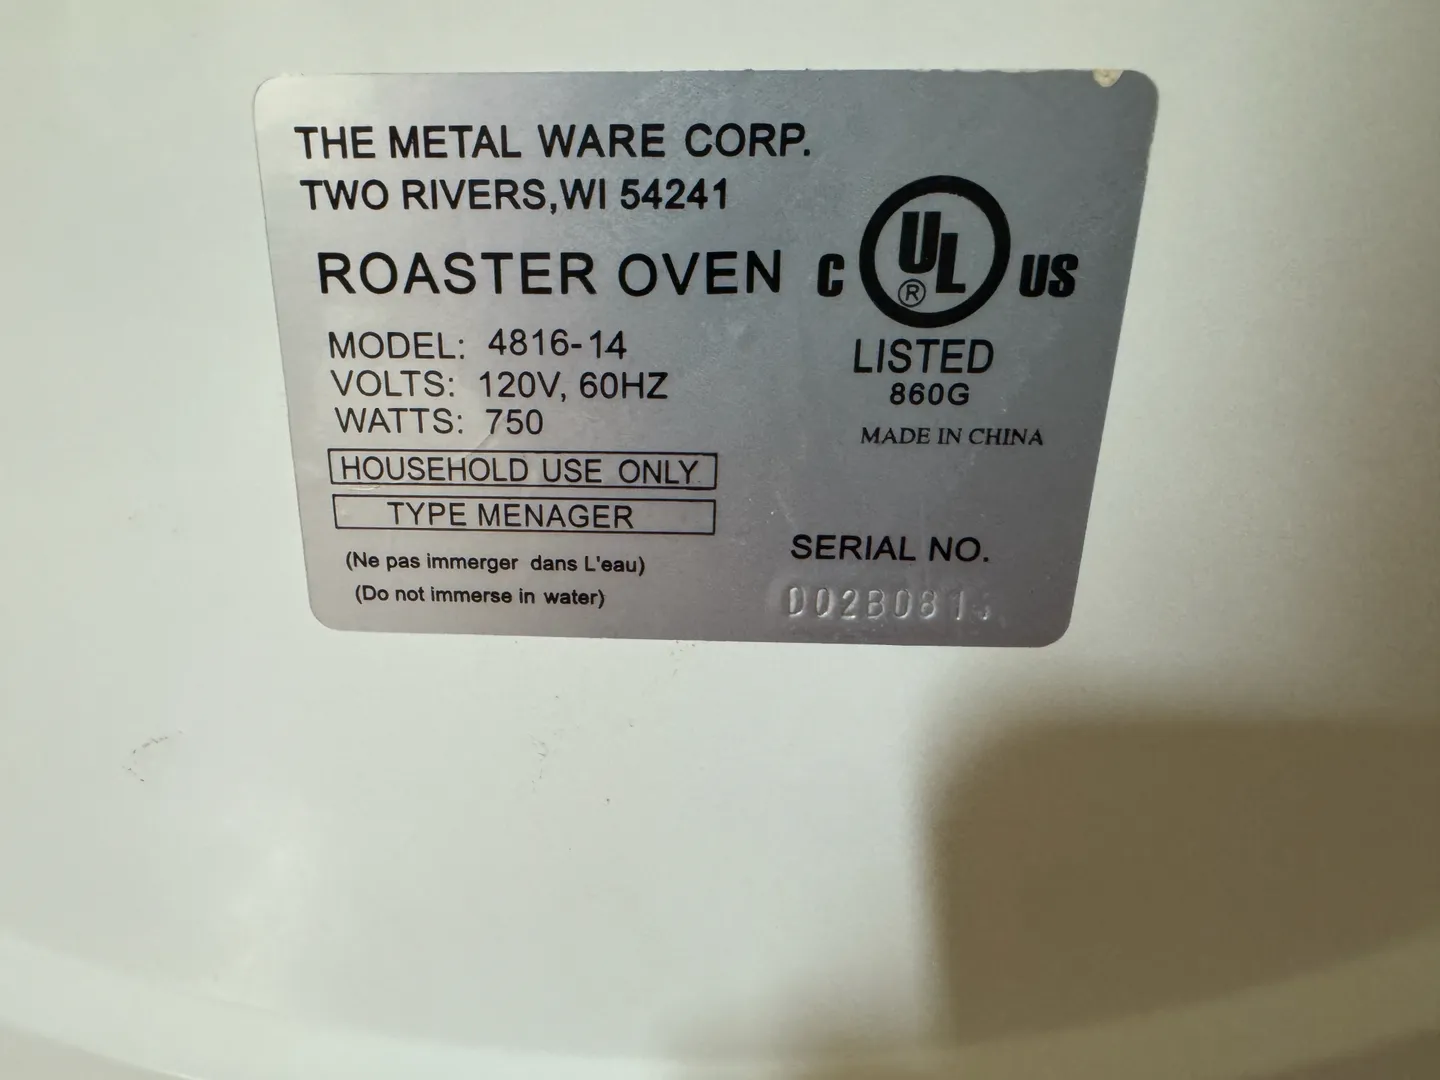 THE METAL WARE CORP.
TWO RIVERS,WI 54241
ROASTER OVEN
C UL US
®
LISTED
860G
MADE IN CHINA
MODEL: 4816-14
VOLTS: 120V, 60HZ
WATTS: 750
HOUSEHOLD USE ONLY
TYPE MENAGER
(Ne pas immerger dans L'eau)
(Do not immerse in water)
SERIAL NO.